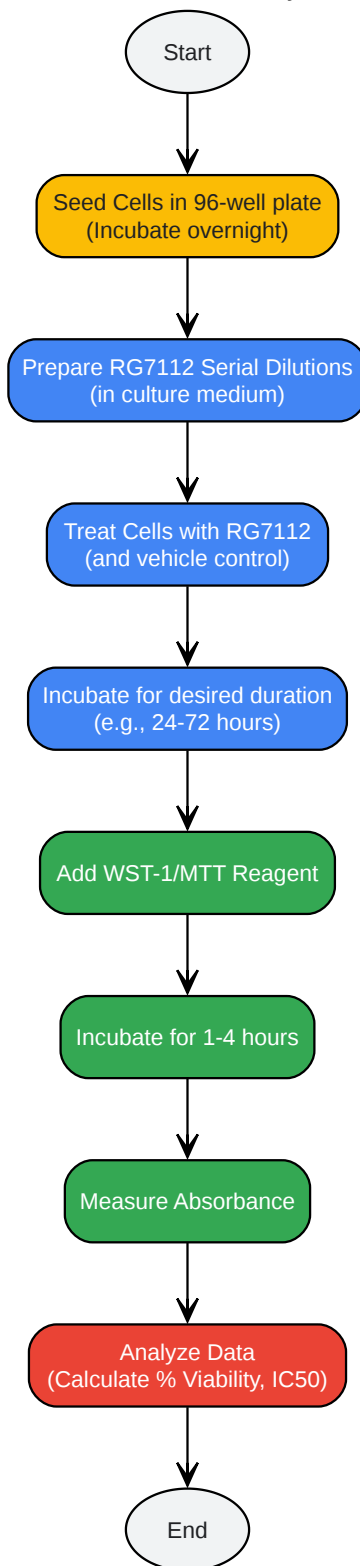 Start
Seed Cells in 96-well plate
(Incubate overnight)
Prepare RG7112 Serial Dilutions
(in culture medium)
Treat Cells with RG7112
(and vehicle control)
Incubate for desired duration
(e.g., 24-72 hours)
Add WST-1/MTT Reagent
Incubate for 1-4 hours
Measure Absorbance
Analyze Data
(Calculate % Viability, IC50)
End